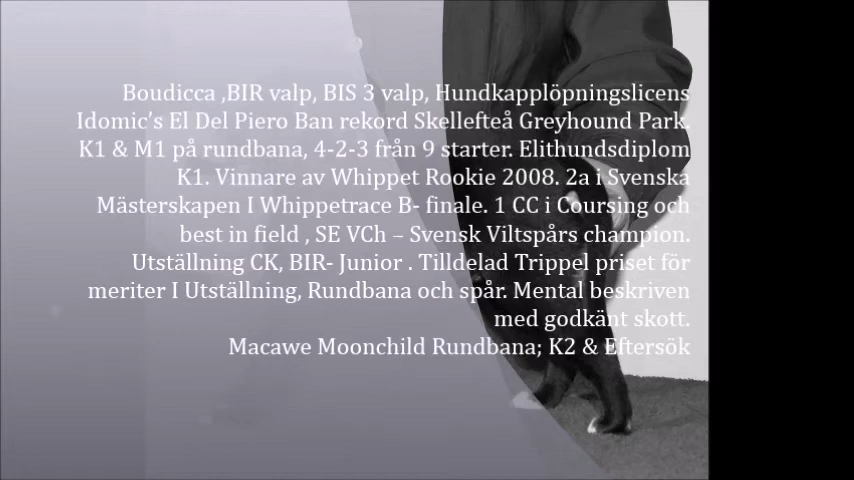 Boudicca ,BIR valp, BIS 3 valp, Hundkapplöpningslicens
Idomic’s El Del Piero Ban rekord Skellefteå Greyhound Park.
K1 & M1 på rundbana, 4-2-3 från 9 starter. Elithundsdiplom
K1. Vinnare av Whippet Rookie 2008. 2a i Svenska
Mästerskapen I Whippetrace B- finale. 1 CC i Coursing och
best in field , SE VCh – Svensk Viltspårs champion.
Utställning CK, BIR- Junior . Tilldelad Trippel priset för
meriter I Utställning, Rundbana och spår. Mental beskriven
med godkänt skott.
Macawe Moonchild Rundbana; K2 & Eftersök